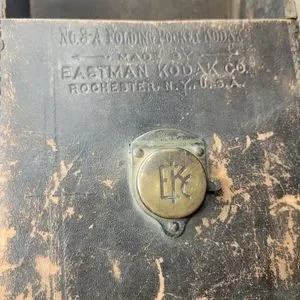 No. 3-A FOLDING POCKET KODAK
MADE BY
EASTMAN KODAK CO.
ROCHESTER, N.Y., U.S.A.
EKC